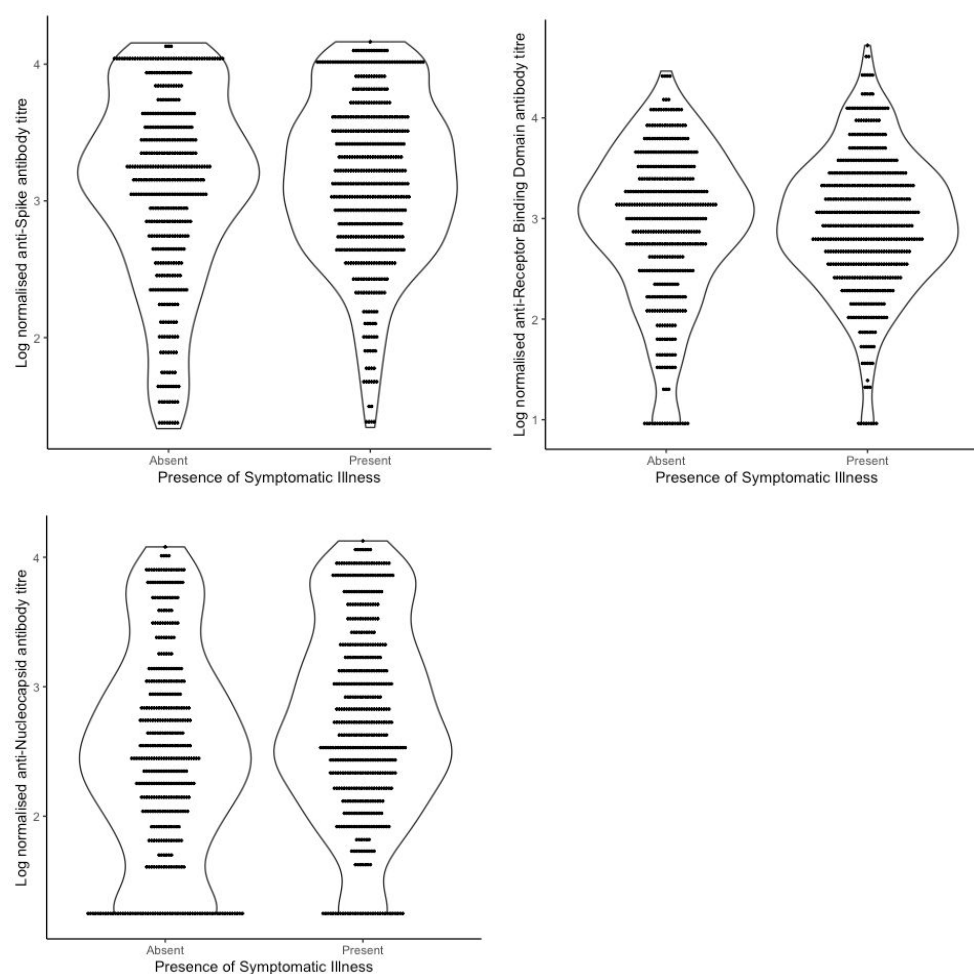 Log normalised anti-Spike antibody titre
4
3
2
Absent Present
Presence of Symptomatic Illness
Log normalised anti-Receptor Binding Domain antibody titre
4
3
2
1
Absent Present
Presence of Symptomatic Illness
Log normalised anti-Nucleocapsid antibody titre
4
3
2
Absent Present
Presence of Symptomatic Illness